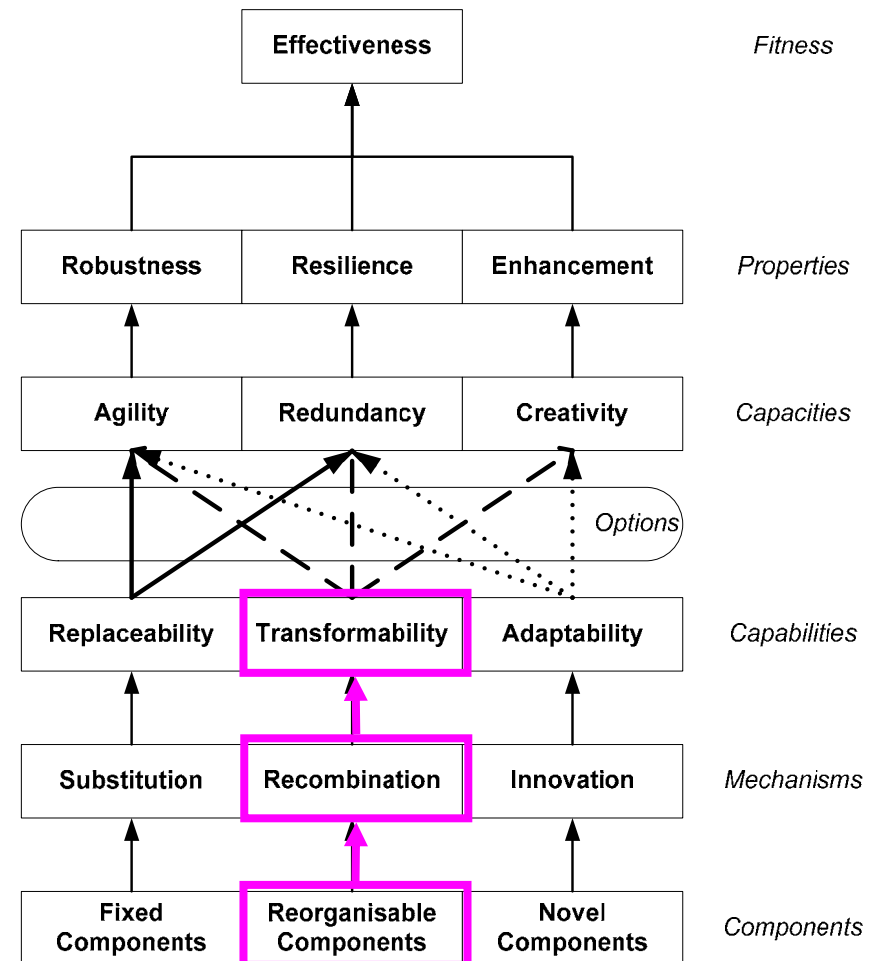 Effectiveness
Fitness
Robustness
Resilience
Enhancement
Properties
Agility
Redundancy
Creativity
Capacities
Options
Replaceability
Transformability
Adaptability
Capabilities
Substitution
Recombination
Innovation
Mechanisms
Fixed
Components
Reorganisable
Components
Novel
Components
Components